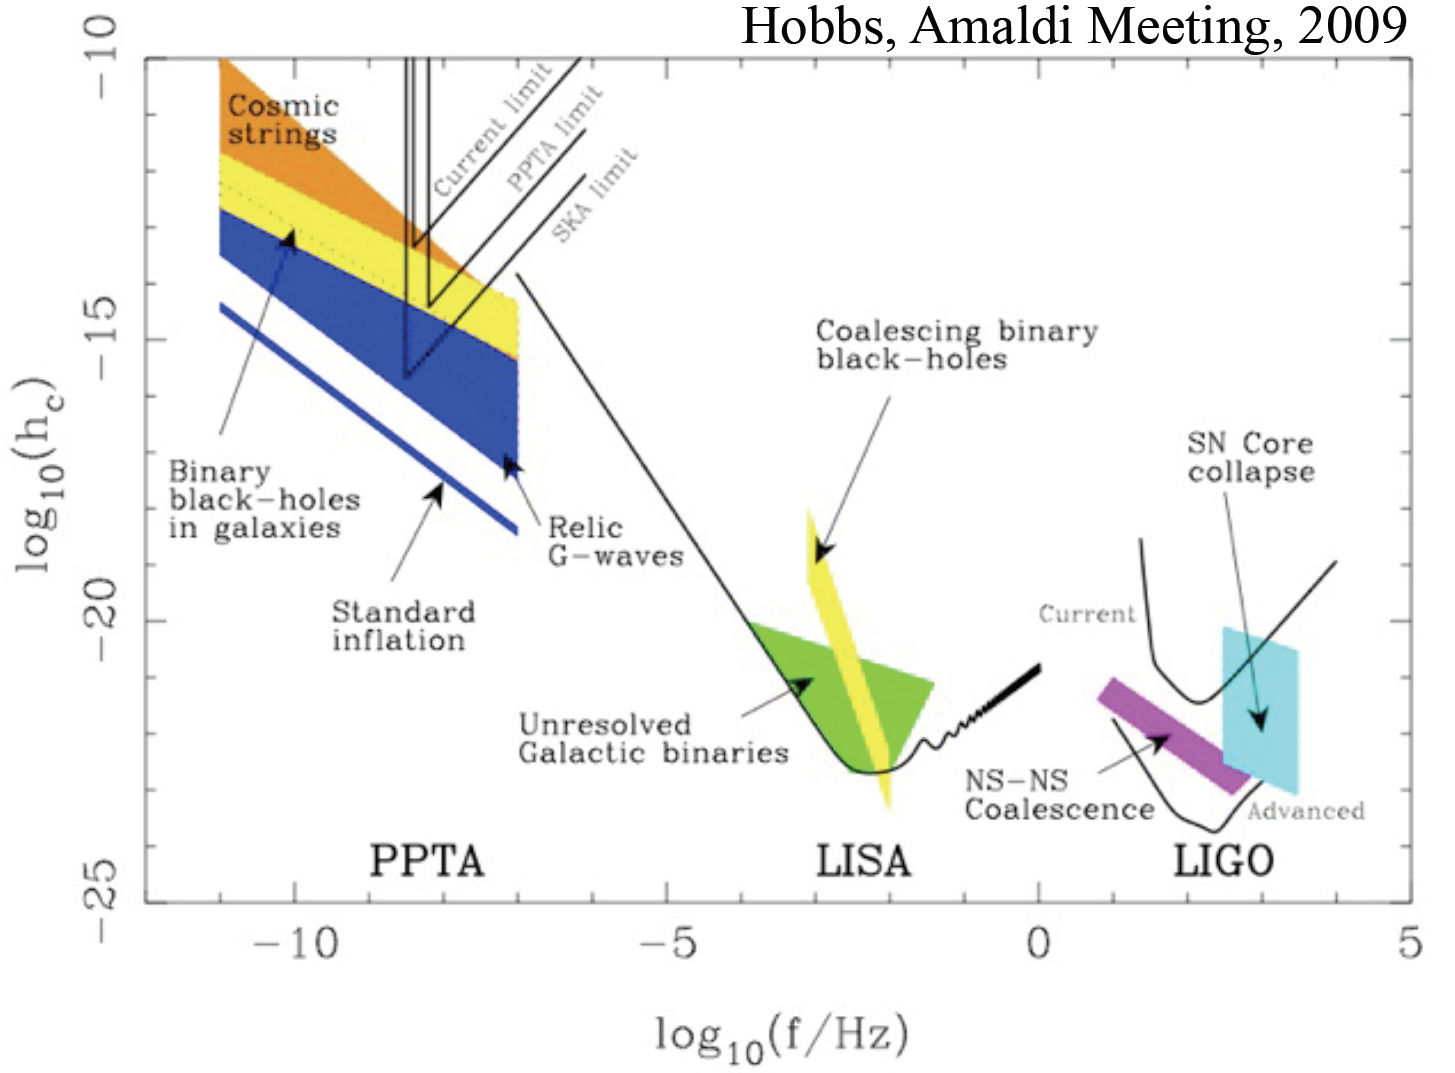 Hobbs, Amaldi Meeting, 2009
−10
−15
−20
−25
log10(hc)
Cosmic
strings
Current limit
PPTA limit
SKA limit
Coalescing binary
black−holes
SN Core
collapse
Binary
black−holes
in galaxies
Relic
G−waves
Standard
inflation
Current
Unresolved
Galactic binaries
NS−NS
Coalescence
Advanced
PPTA
LISA
LIGO
−10
−5
0
5
log10(f/Hz)